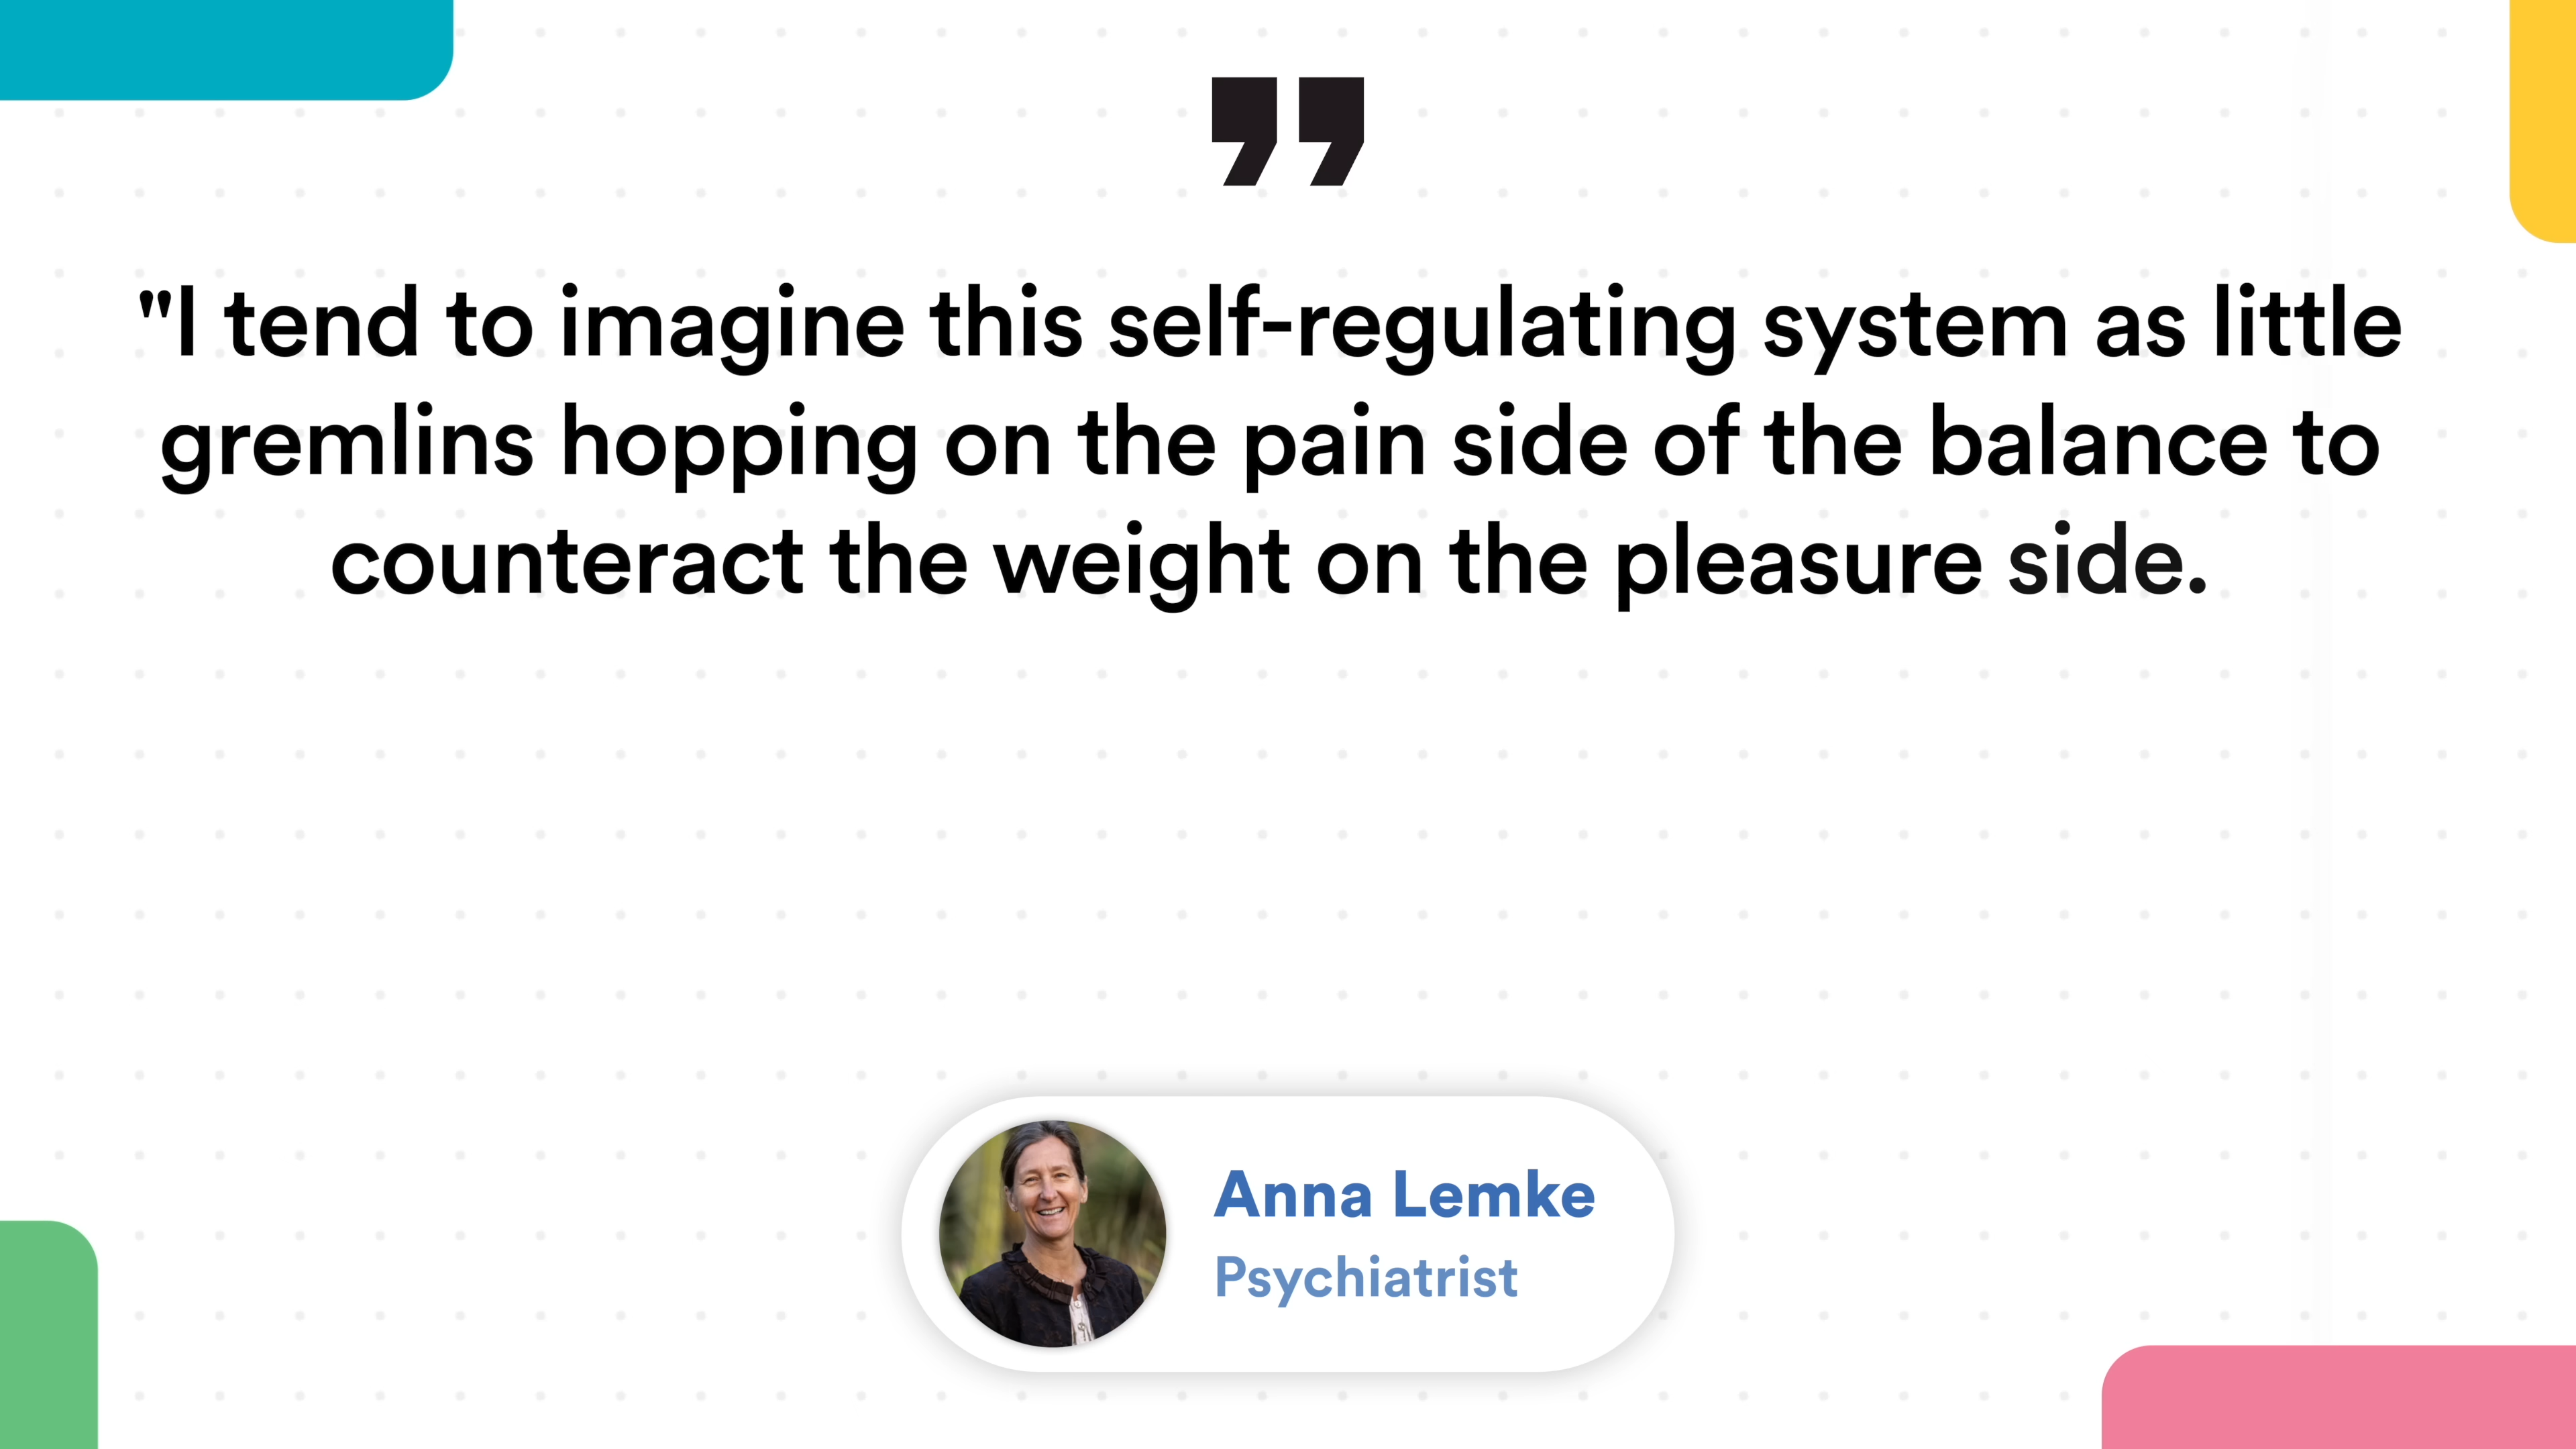 "I tend to imagine this self-regulating system as little
gremlins hopping on the pain side of the balance to
counteract the weight on the pleasure side.
Anna Lemke
Psychiatrist